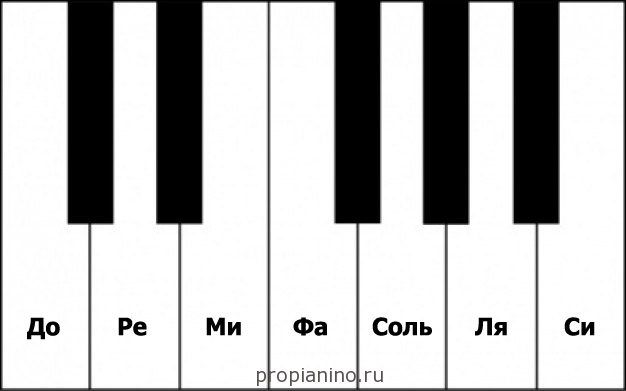 До Ре Ми Фа Соль Ля Си
propianino.ru